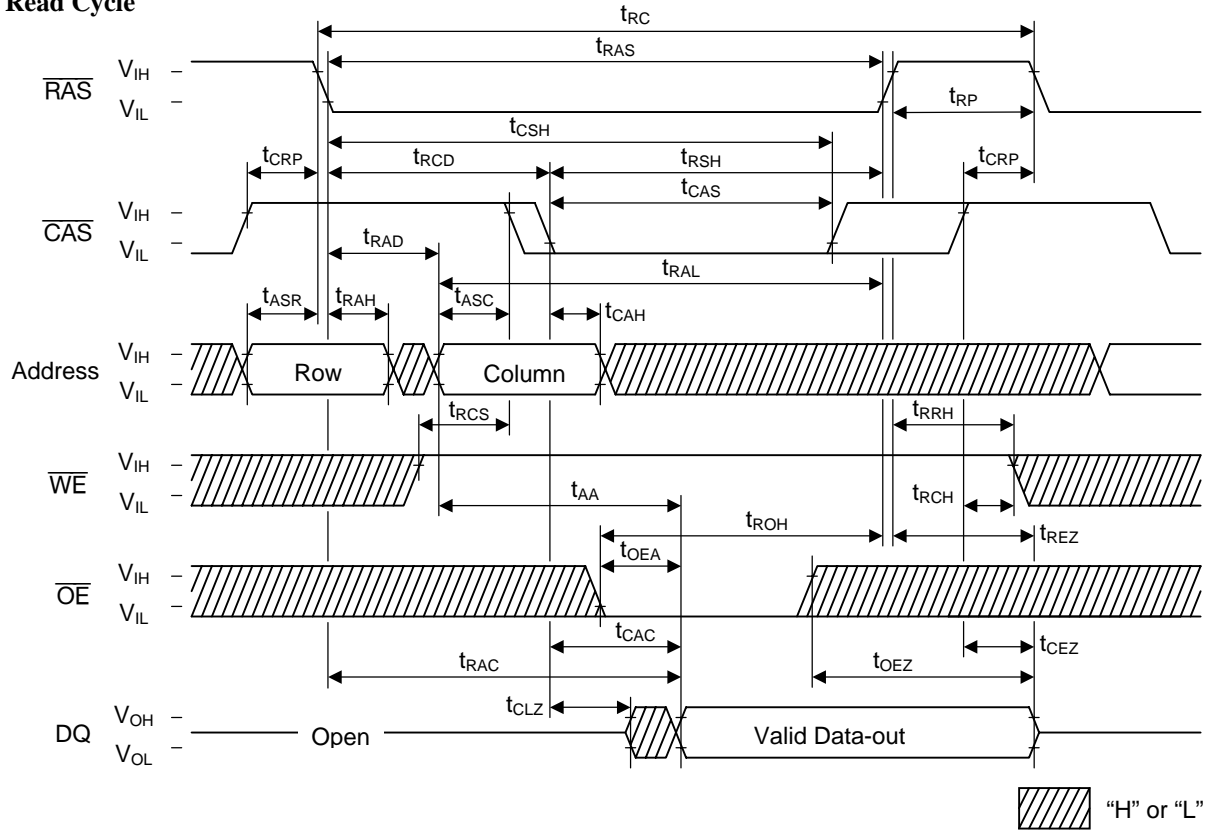 Read Cycle
tRC
tRAS
RAS
VIH
VIL
tRP
tCSH
tCRP
tRCD
tRSH
tCRP
tCAS
CAS
VIH
VIL
tRAD
tRAL
tASR
tRAH
tASC
tCAH
Address
VIH
VIL
Row
Column
tRCS
tRRH
WE
VIH
VIL
tAA
tRCH
tROH
tREZ
tOEA
OE
VIH
VIL
tCAC
tCEZ
tRAC
tOEZ
tCLZ
DQ
VOH
VOL
Open
Valid Data-out
“H” or “L”